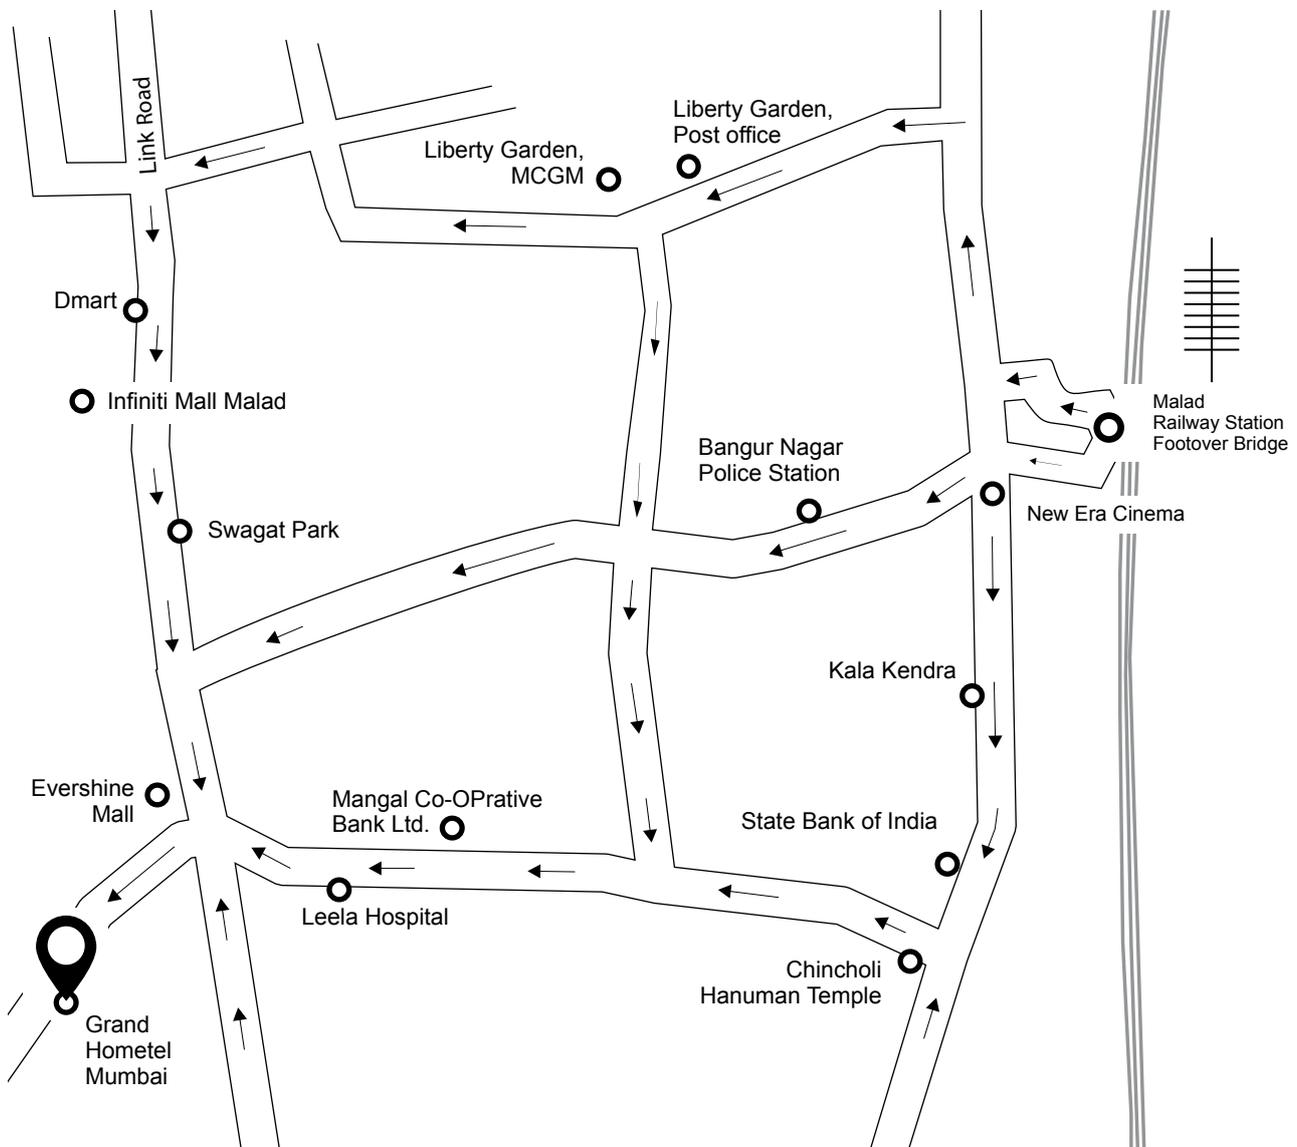 Link Road
Liberty Garden,
Post office
Liberty Garden,
MCGM
Dmart
Infiniti Mall Malad
Malad
Railway Station
Footover Bridge
Bangur Nagar
Police Station
New Era Cinema
Swagat Park
Kala Kendra
Evershine
Mall
Mangal Co-OPrative
Bank Ltd.
State Bank of India
Leela Hospital
Chincholi
Hanuman Temple
Grand
Hometel
Mumbai